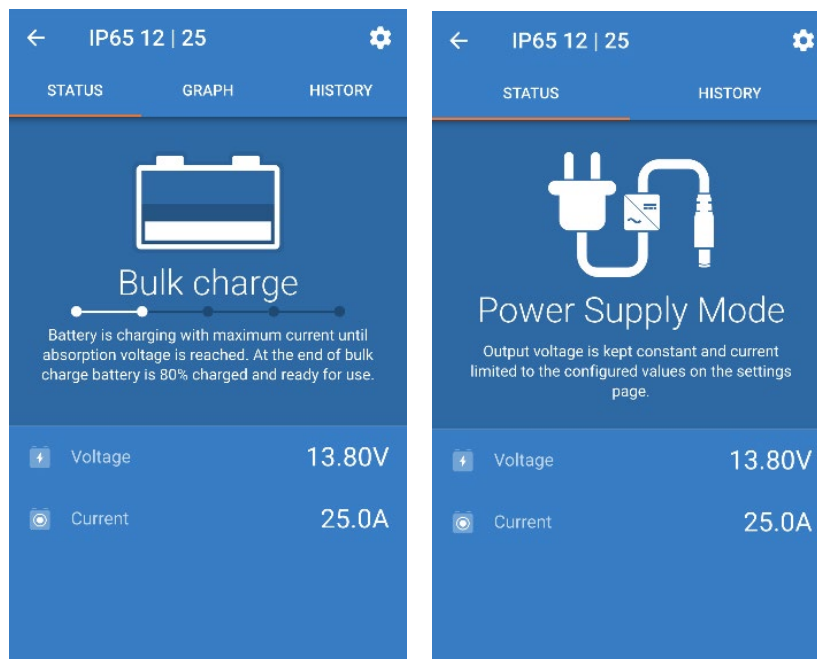 IP65 12 | 25
STATUS GRAPH HISTORY
Bulk charge
Battery is charging with maximum current until
absorption voltage is reached. At the end of bulk
charge battery is 80% charged and ready for use.
Voltage 13.80V
Current 25.0A
IP65 12 | 25
STATUS HISTORY
Power Supply Mode
Output voltage is kept constant and current
limited to the configured values on the settings
page.
Voltage 13.80V
Current 25.0A